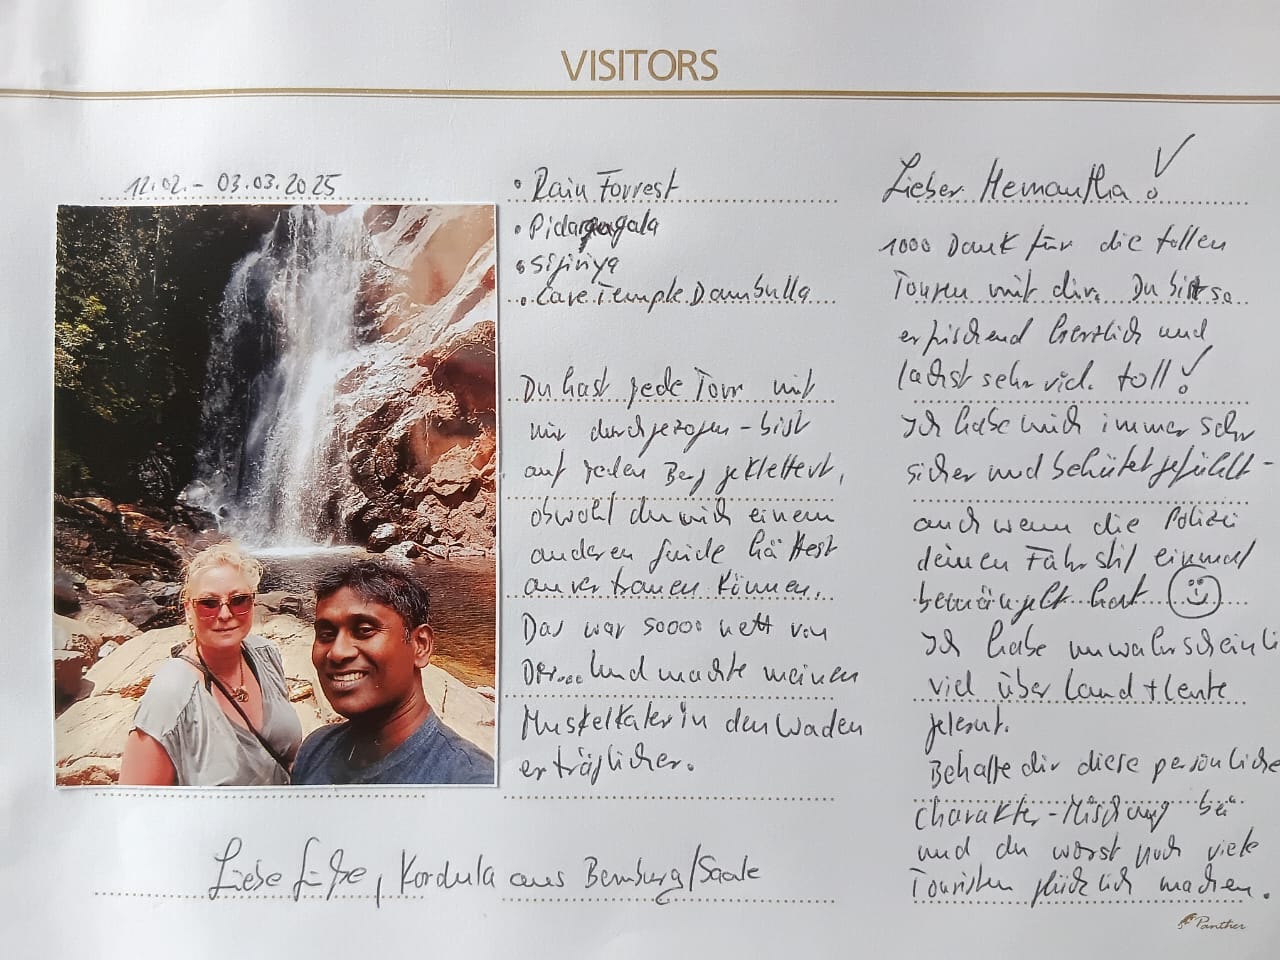 VISITORS
12.02. - 03.03.2025
• Rain Forrest
• Pidarangala
• Sigiriya
• Cave Temple Dambulla
Du hast jede Tour mit
mir durchgezogen - bist
auf jeden Berg geklettert,
obwohl du mich einem
anderen Guide hättest
anvertrauen können.
Das war soooo nett von
Dir... Und machte meinen
Muskelkater in den Waden
erträglicher.
Lieber Hemantha!
1000 Dank für die tollen
Touren mit dir. Du bist so
erfrischend herzlich und
lachst sehr viel. toll!
Ich habe mich immer sehr
sicher und behütet gefühlt -
auch wenn die Polizei
deinen Fahrstil einmal
bemängelt hat
Ich habe unwahrscheinli
viel über Land + Leute
gelernt.
Behalte dir diese persönliche
Charakter-Mischung bei
und du wirst noch viele
Touristen glücklich machen.
Liebe Grüße, Kordula aus Bernburg/Saale
Panther